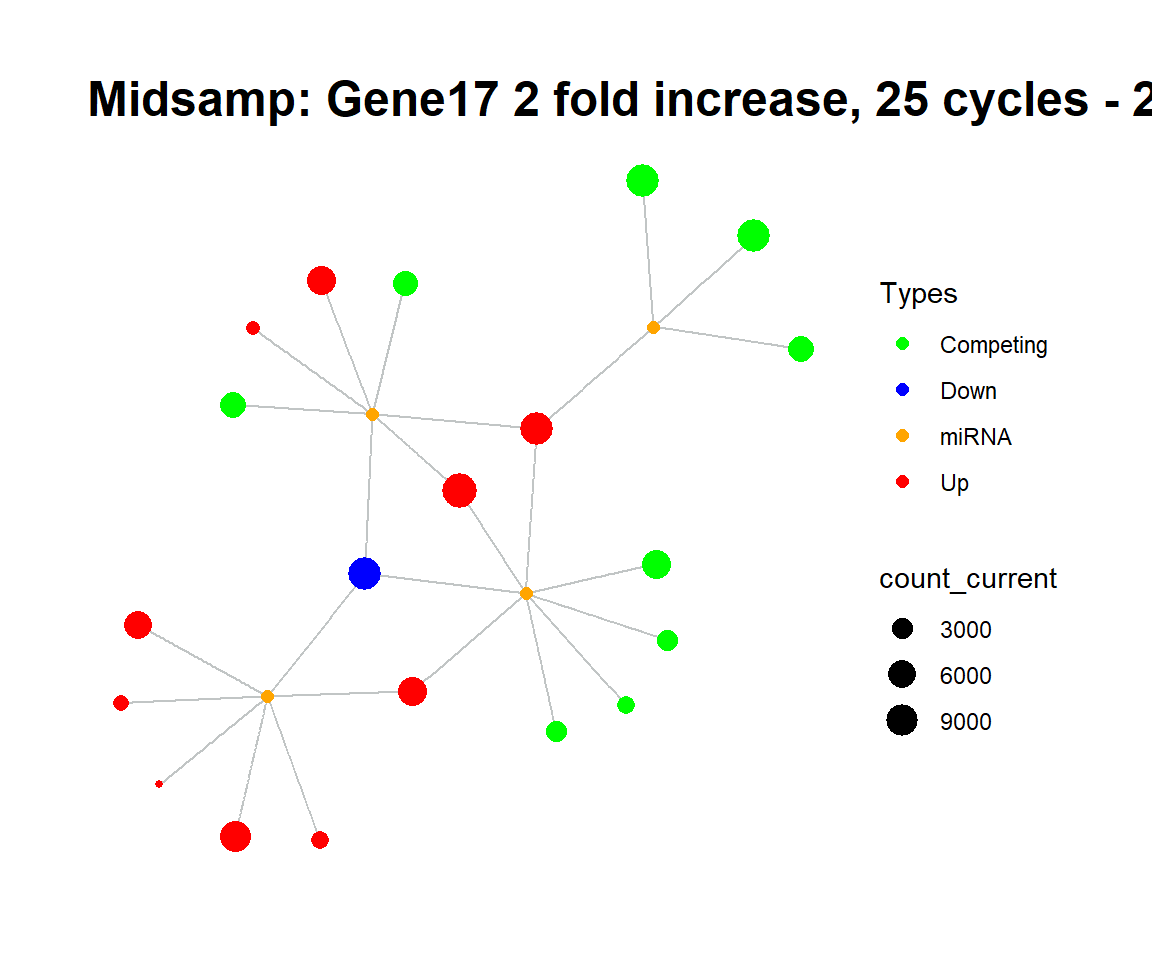 Midsamp: Gene17 2 fold increase, 25 cycles - 2
Types
Competing
Down
miRNA
Up
count_current
3000
6000
9000